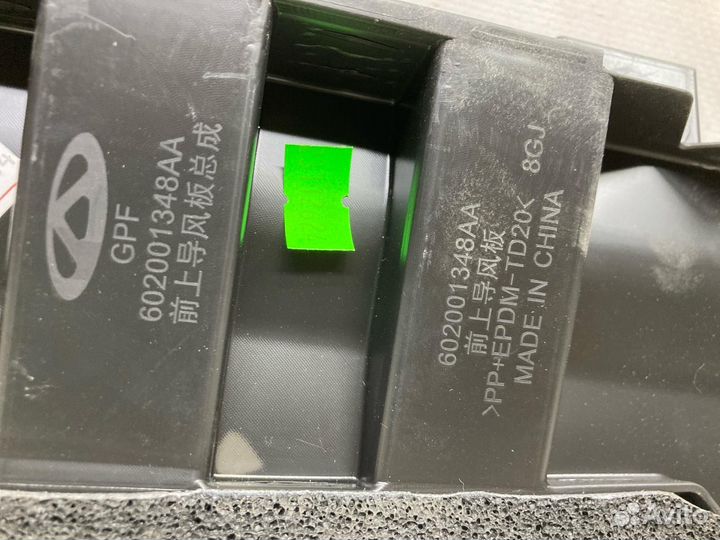 GPF
602001348AA
前上导风板总成
602001348AA
前上导风板
>PP+EPDM-TD20< 8GJ
MADE IN CHINA
Avito